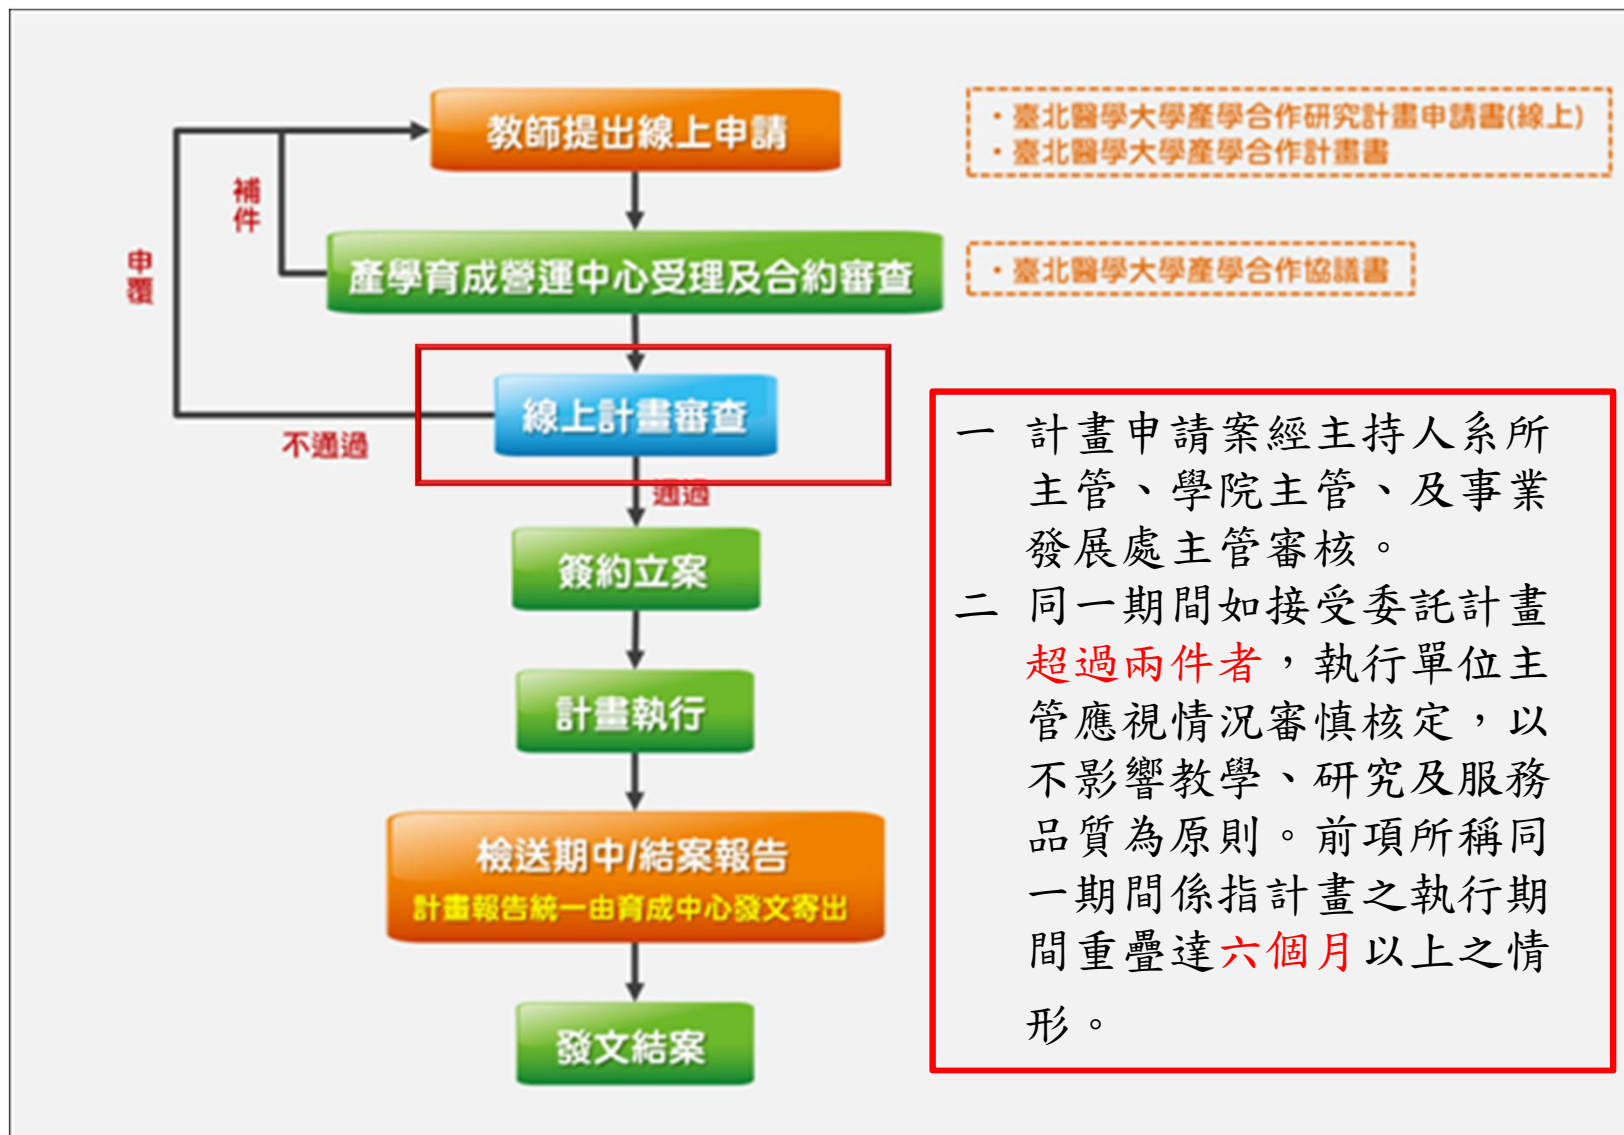 教師提出線上申請
・臺北醫學大學產學合作研究計畫申請書(線上)
・臺北醫學大學產學合作計畫書
補件
申覆
產學育成營運中心受理及合約審查
・臺北醫學大學產學合作協議書
線上計畫審查
不通過
通過
簽約立案
計畫執行
檢送期中/結案報告
計畫報告統一由育成中心發文寄出
發文結案
一 計畫申請案經主持人系所
主管、學院主管、及事業
發展處主管審核。
二 同一期間如接受委託計畫
超過兩件者，執行單位主
管應視情況審慎核定，以
不影響教學、研究及服務
品質為原則。前項所稱同
一期間係指計畫之執行期
間重疊達六個月以上之情
形。